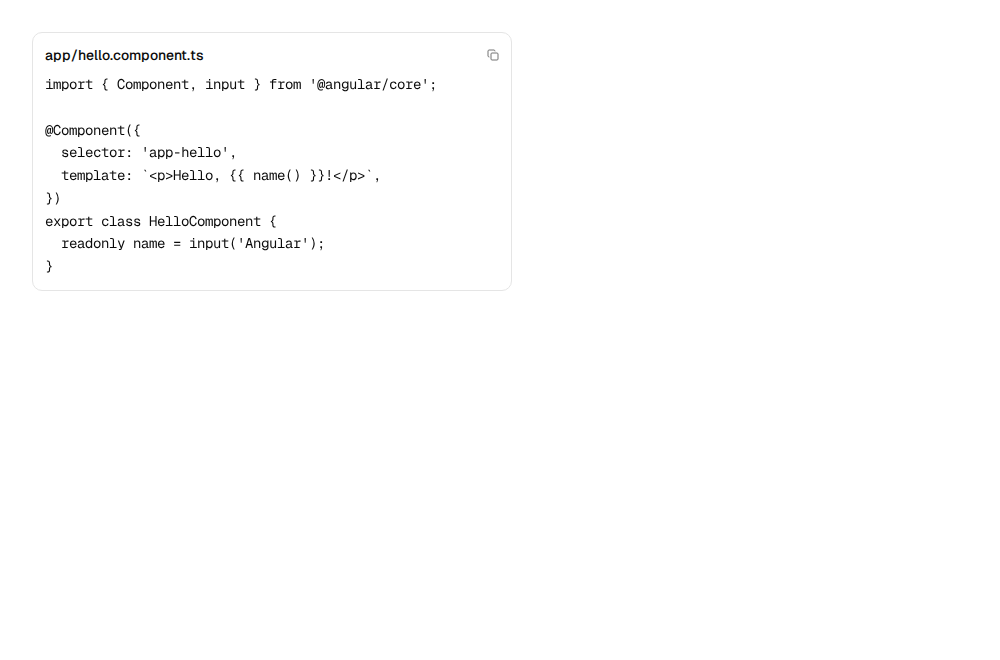 app/hello.component.ts
import { Component, input } from '@angular/core';

@Component({
  selector: 'app-hello',
  template: `<p>Hello, {{ name() }}!</p>`,
})
export class HelloComponent {
  readonly name = input('Angular');
}